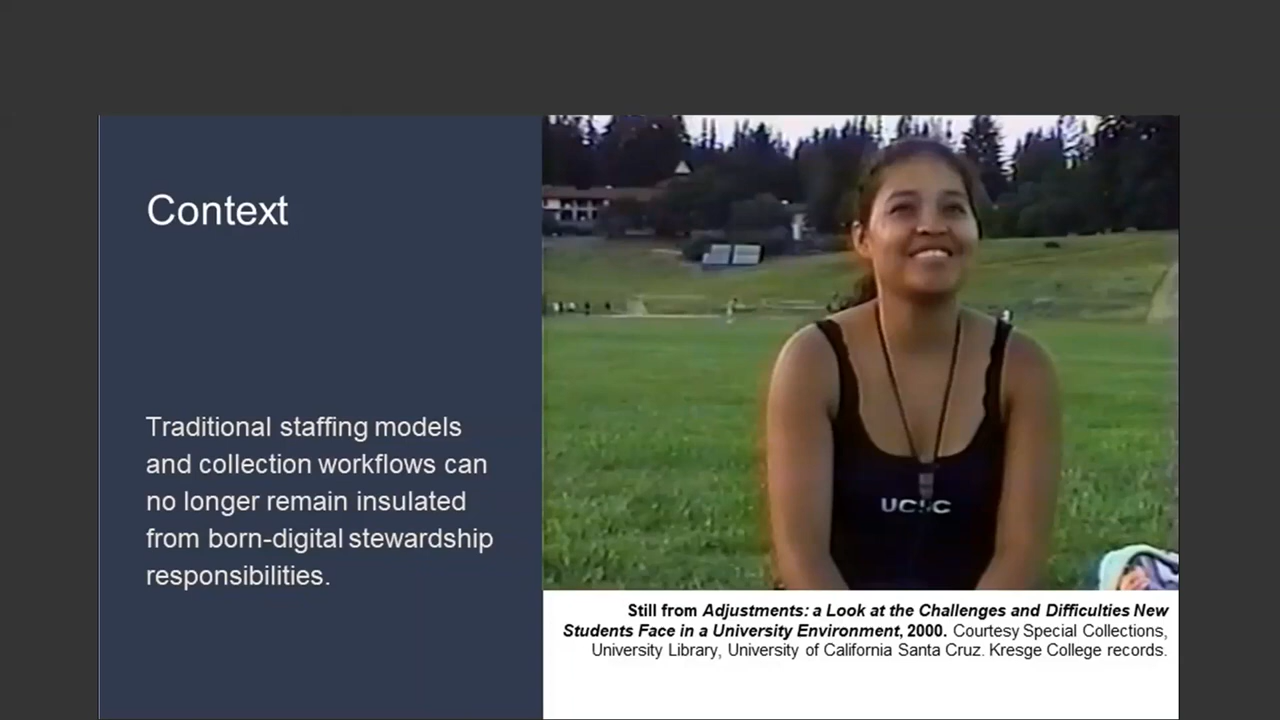 Context
Traditional staffing models
and collection workflows can
no longer remain insulated
from born-digital stewardship
responsibilities.
UCSC
Still from Adjustments: a Look at the Challenges and Difficulties New
Students Face in a University Environment, 2000. Courtesy Special Collections,
University Library, University of California Santa Cruz. Kresge College records.